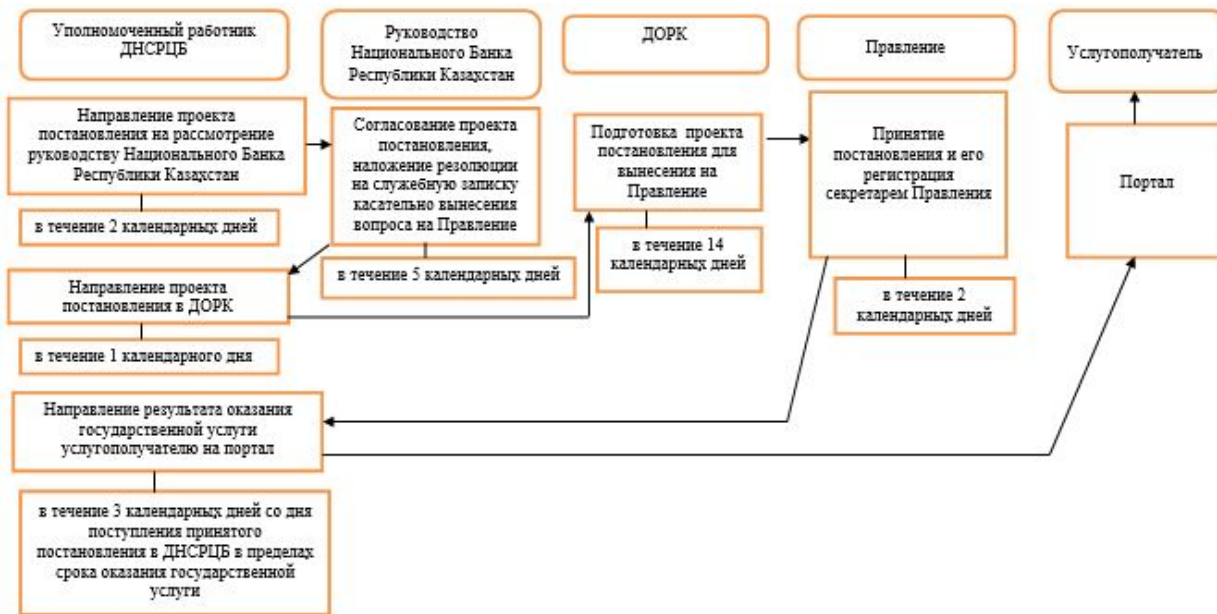 Уполномоченный работник
ДНСРЦБ
Руководство
Национального Банка
Республики Казахстан
ДОРК
Правление
Услугополучатель
Направление проекта
постановления на рассмотрение
руководству Национального Банка
Республики Казахстан
в течение 2 календарных дней
Согласование проекта
постановления,
наложение резолюции
на служебную записку
касательно вынесения
вопроса на Правление
в течение 5 календарных дней
Подготовка проекта
постановления для
вынесения на
Правление
в течение 14
календарных дней
Принятие
постановления и его
регистрация
секретарем Правления
в течение 2
календарных дней
Портал
Направление проекта
постановления в ДОРК
в течение 1 календарного дня
Направление результата оказания
государственной услуги
услугополучателю на портал
в течение 3 календарных дней со дня
поступления принятого
постановления в ДНСРЦБ в пределах
срока оказания государственной
услуги